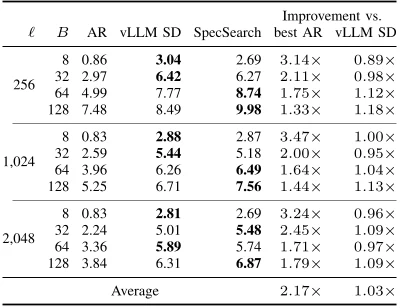 Improvement vs.
ℓ B AR vLLM SD SpecSearch best AR vLLM SD
256 8 0.86 3.04 2.69 3.14× 0.89×
32 2.97 6.42 6.27 2.11× 0.98×
64 4.99 7.77 8.74 1.75× 1.12×
128 7.48 8.49 9.98 1.33× 1.18×
1,024 8 0.83 2.88 2.87 3.47× 1.00×
32 2.59 5.44 5.18 2.00× 0.95×
64 3.96 6.26 6.49 1.64× 1.04×
128 5.25 6.71 7.56 1.44× 1.13×
2,048 8 0.83 2.81 2.69 3.24× 0.96×
32 2.24 5.01 5.48 2.45× 1.09×
64 3.36 5.89 5.74 1.71× 0.97×
128 3.84 6.31 6.87 1.79× 1.09×
Average 2.17× 1.03×